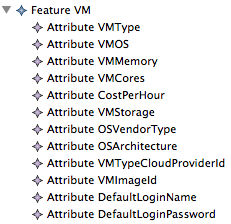 Feature VM
Attribute VMType
Attribute VMOS
Attribute VMMemory
Attribute VMCores
Attribute CostPerHour
Attribute VMStorage
Attribute OSVendorType
Attribute OSArchitecture
Attribute VMTypeCloudProviderId
Attribute VMImageId
Attribute DefaultLoginName
Attribute DefaultLoginPassword